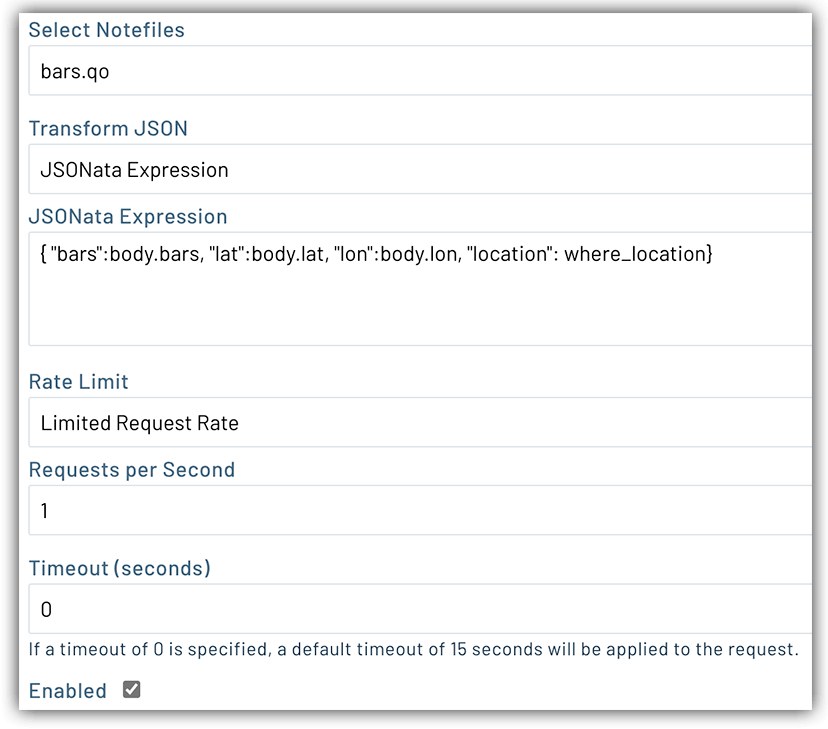 Select Notefiles
bars.qo
Transform JSON
JSONata Expression
JSONata Expression
{ "bars":body.bars, "lat":body.lat, "lon":body.lon, "location": where_location}
Rate Limit
Limited Request Rate
Requests per Second
1
Timeout (seconds)
0
If a timeout of 0 is specified, a default timeout of 15 seconds will be applied to the request.
Enabled